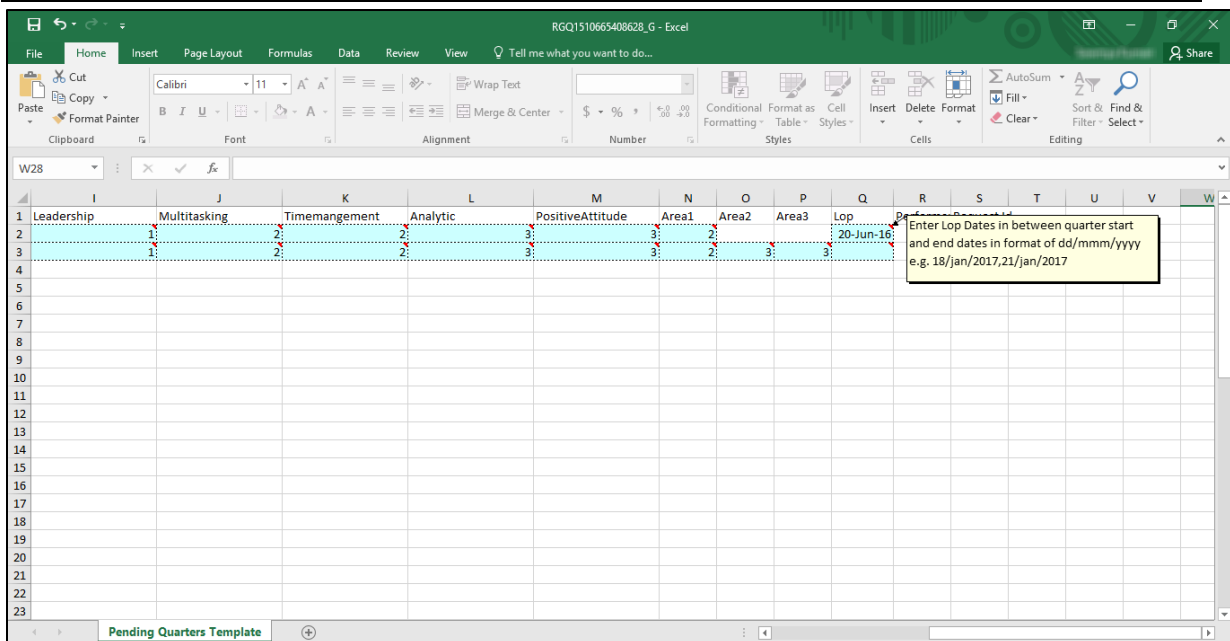 RGQ1510665408628_G - Excel
File Home Insert Page Layout Formulas Data Review View Tell me what you want to do... Share
Cut
Copy
Format Painter
Paste
Calibri 11
B I U
Wrap Text
Merge & Center
$ % ,
Conditional Formatting
Format as Table
Cell Styles
Insert Delete Format
AutoSum
Fill
Clear
Sort & Filter
Find & Select
Clipboard Font Alignment Number Styles Cells Editing
W28 fx
I J K L M N O P Q R S T U V W
1 Leadership Multitasking Timemangement Analytic PositiveAttitude Area1 Area2 Area3 Lop
2 1 2 2 3 3 2 20-Jun-16
3 1 2 2 3 3 2 3 3
Enter Lop Dates in between quarter start
and end dates in format of dd/mmm/yyyy
e.g. 18/jan/2017,21/jan/2017
4
5
6
7
8
9
10
11
12
13
14
15
16
17
18
19
20
21
22
23
Pending Quarters Template